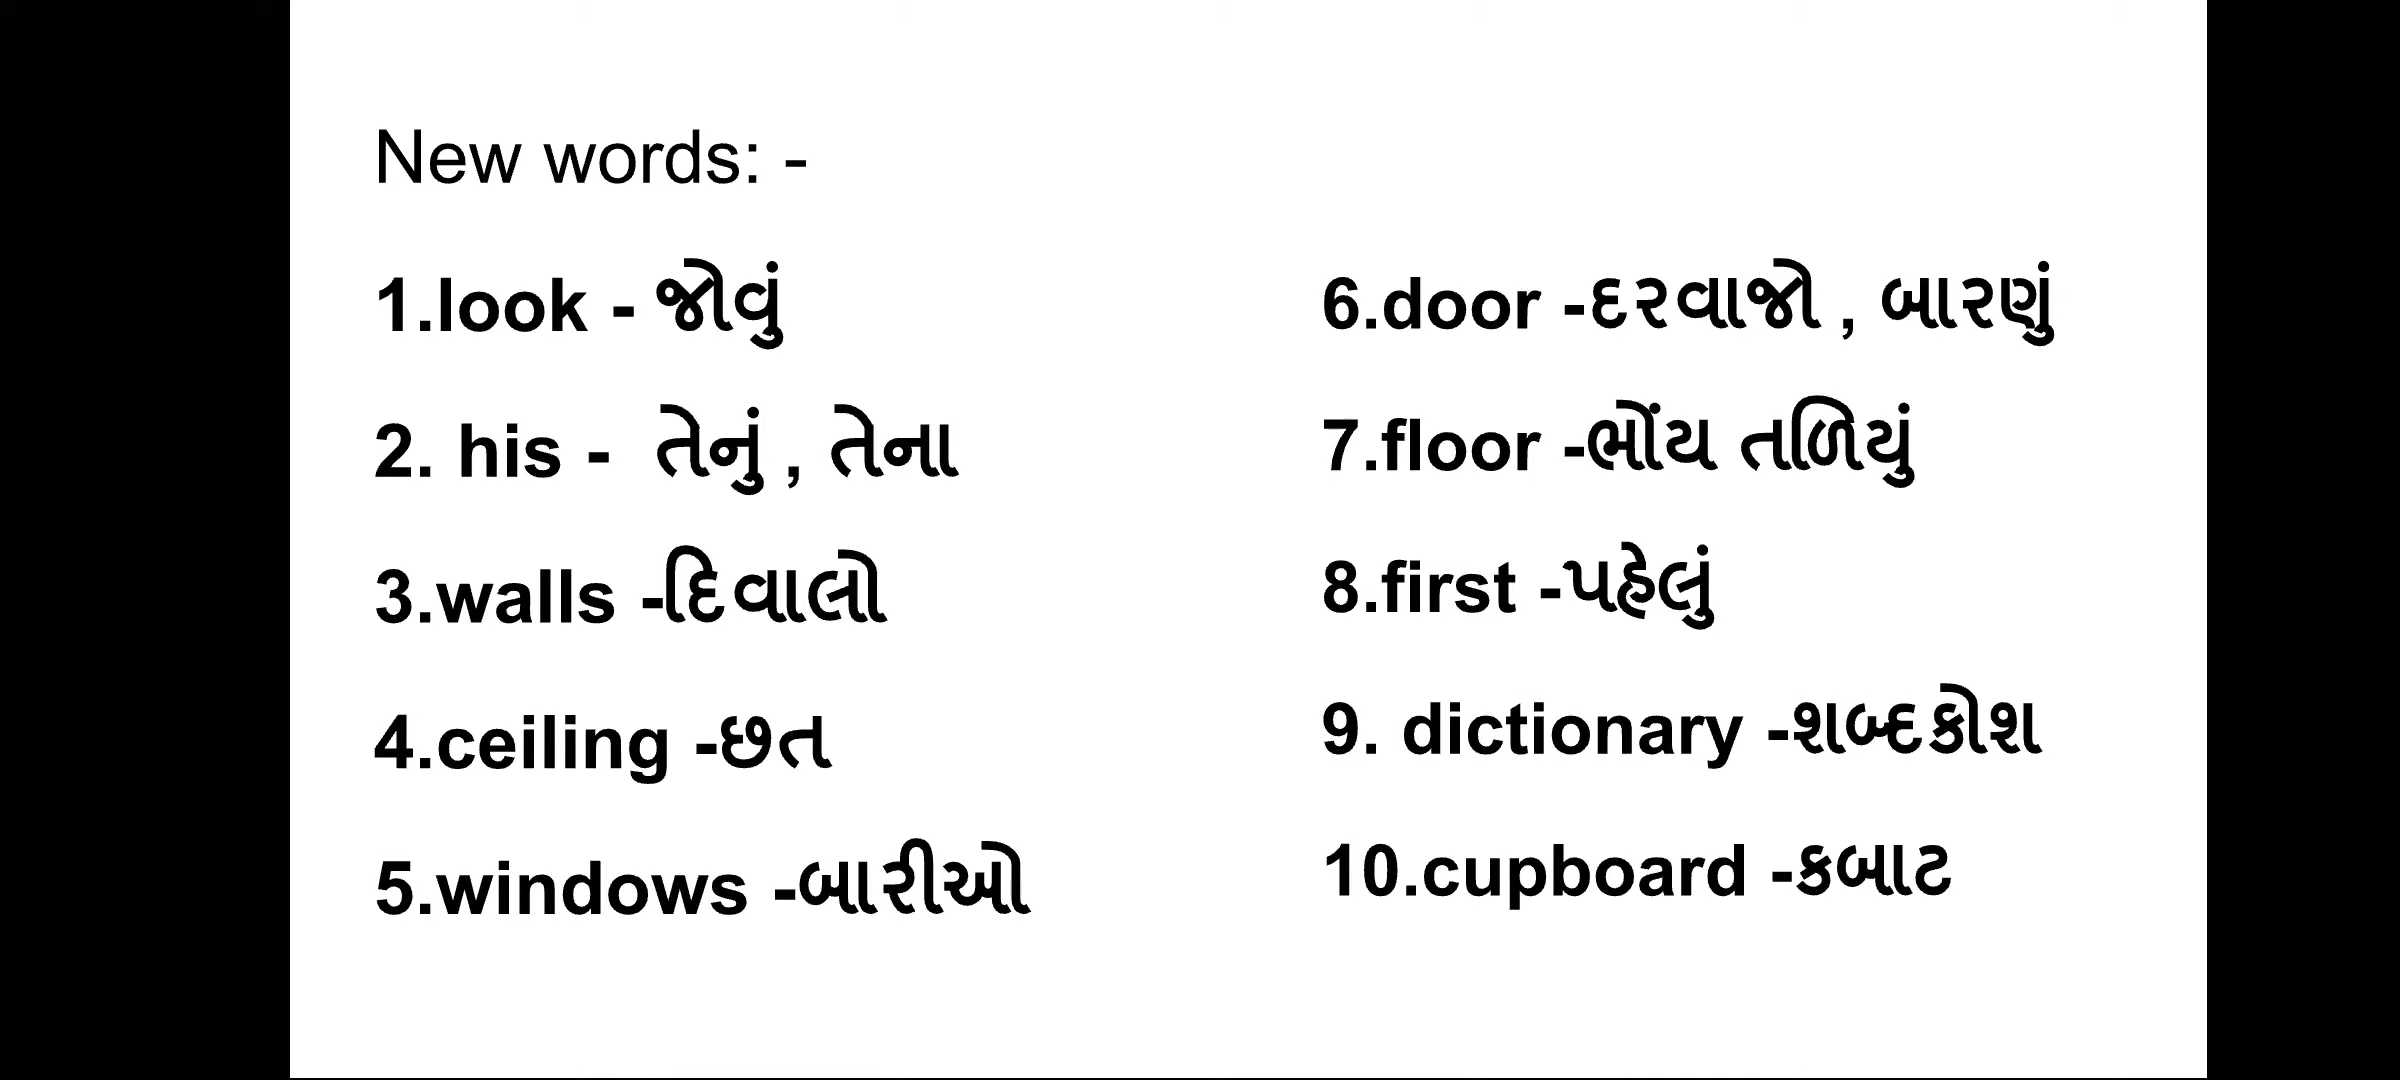 New words: -
1.look - જોવું
2. his - તેનું , તેના
3.walls -દિવાલો
4.ceiling -છત
5.windows -બારીઓ
6.door -દરવાજો , બારણું
7.floor -ભોંય તળિયું
8.first -પહેલું
9. dictionary -શબ્દકોશ
10.cupboard -કબાટ